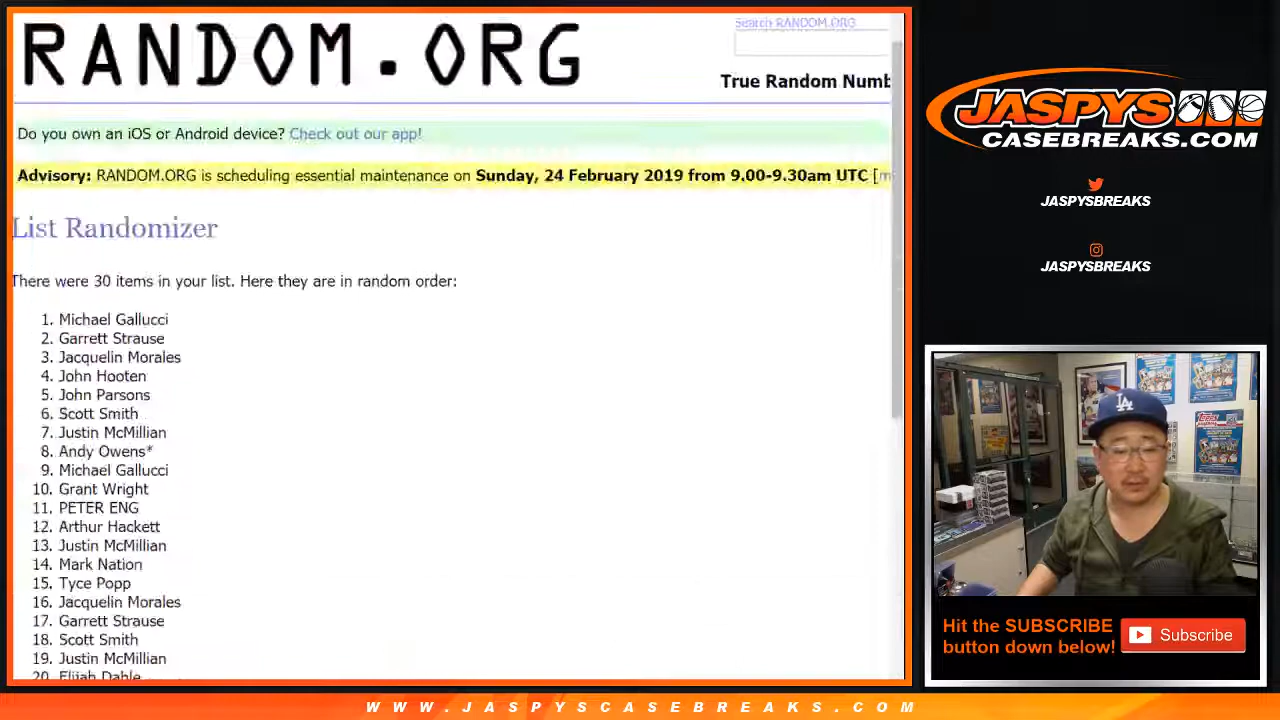 RANDOM.ORG
Search RANDOM.ORG
True Random Numb
Do you own an iOS or Android device? Check out our app!
Advisory: RANDOM.ORG is scheduling essential maintenance on Sunday, 24 February 2019 from 9.00-9.30am UTC [m
List Randomizer
There were 30 items in your list. Here they are in random order:
1. Michael Gallucci
2. Garrett Strause
3. Jacquelin Morales
4. John Hooten
5. John Parsons
6. Scott Smith
7. Justin McMillian
8. Andy Owens*
9. Michael Gallucci
10. Grant Wright
11. PETER ENG
12. Arthur Hackett
13. Justin McMillian
14. Mark Nation
15. Tyce Popp
16. Jacquelin Morales
17. Garrett Strause
18. Scott Smith
19. Justin McMillian
20. Elijah Dahle
JASPYS
CASEBREAKS.COM
JASPYSBREAKS
JASPYSBREAKS
LA
Hit the SUBSCRIBE
button down below!
Subscribe
WWW.JASPYSCASEBREAKS.COM